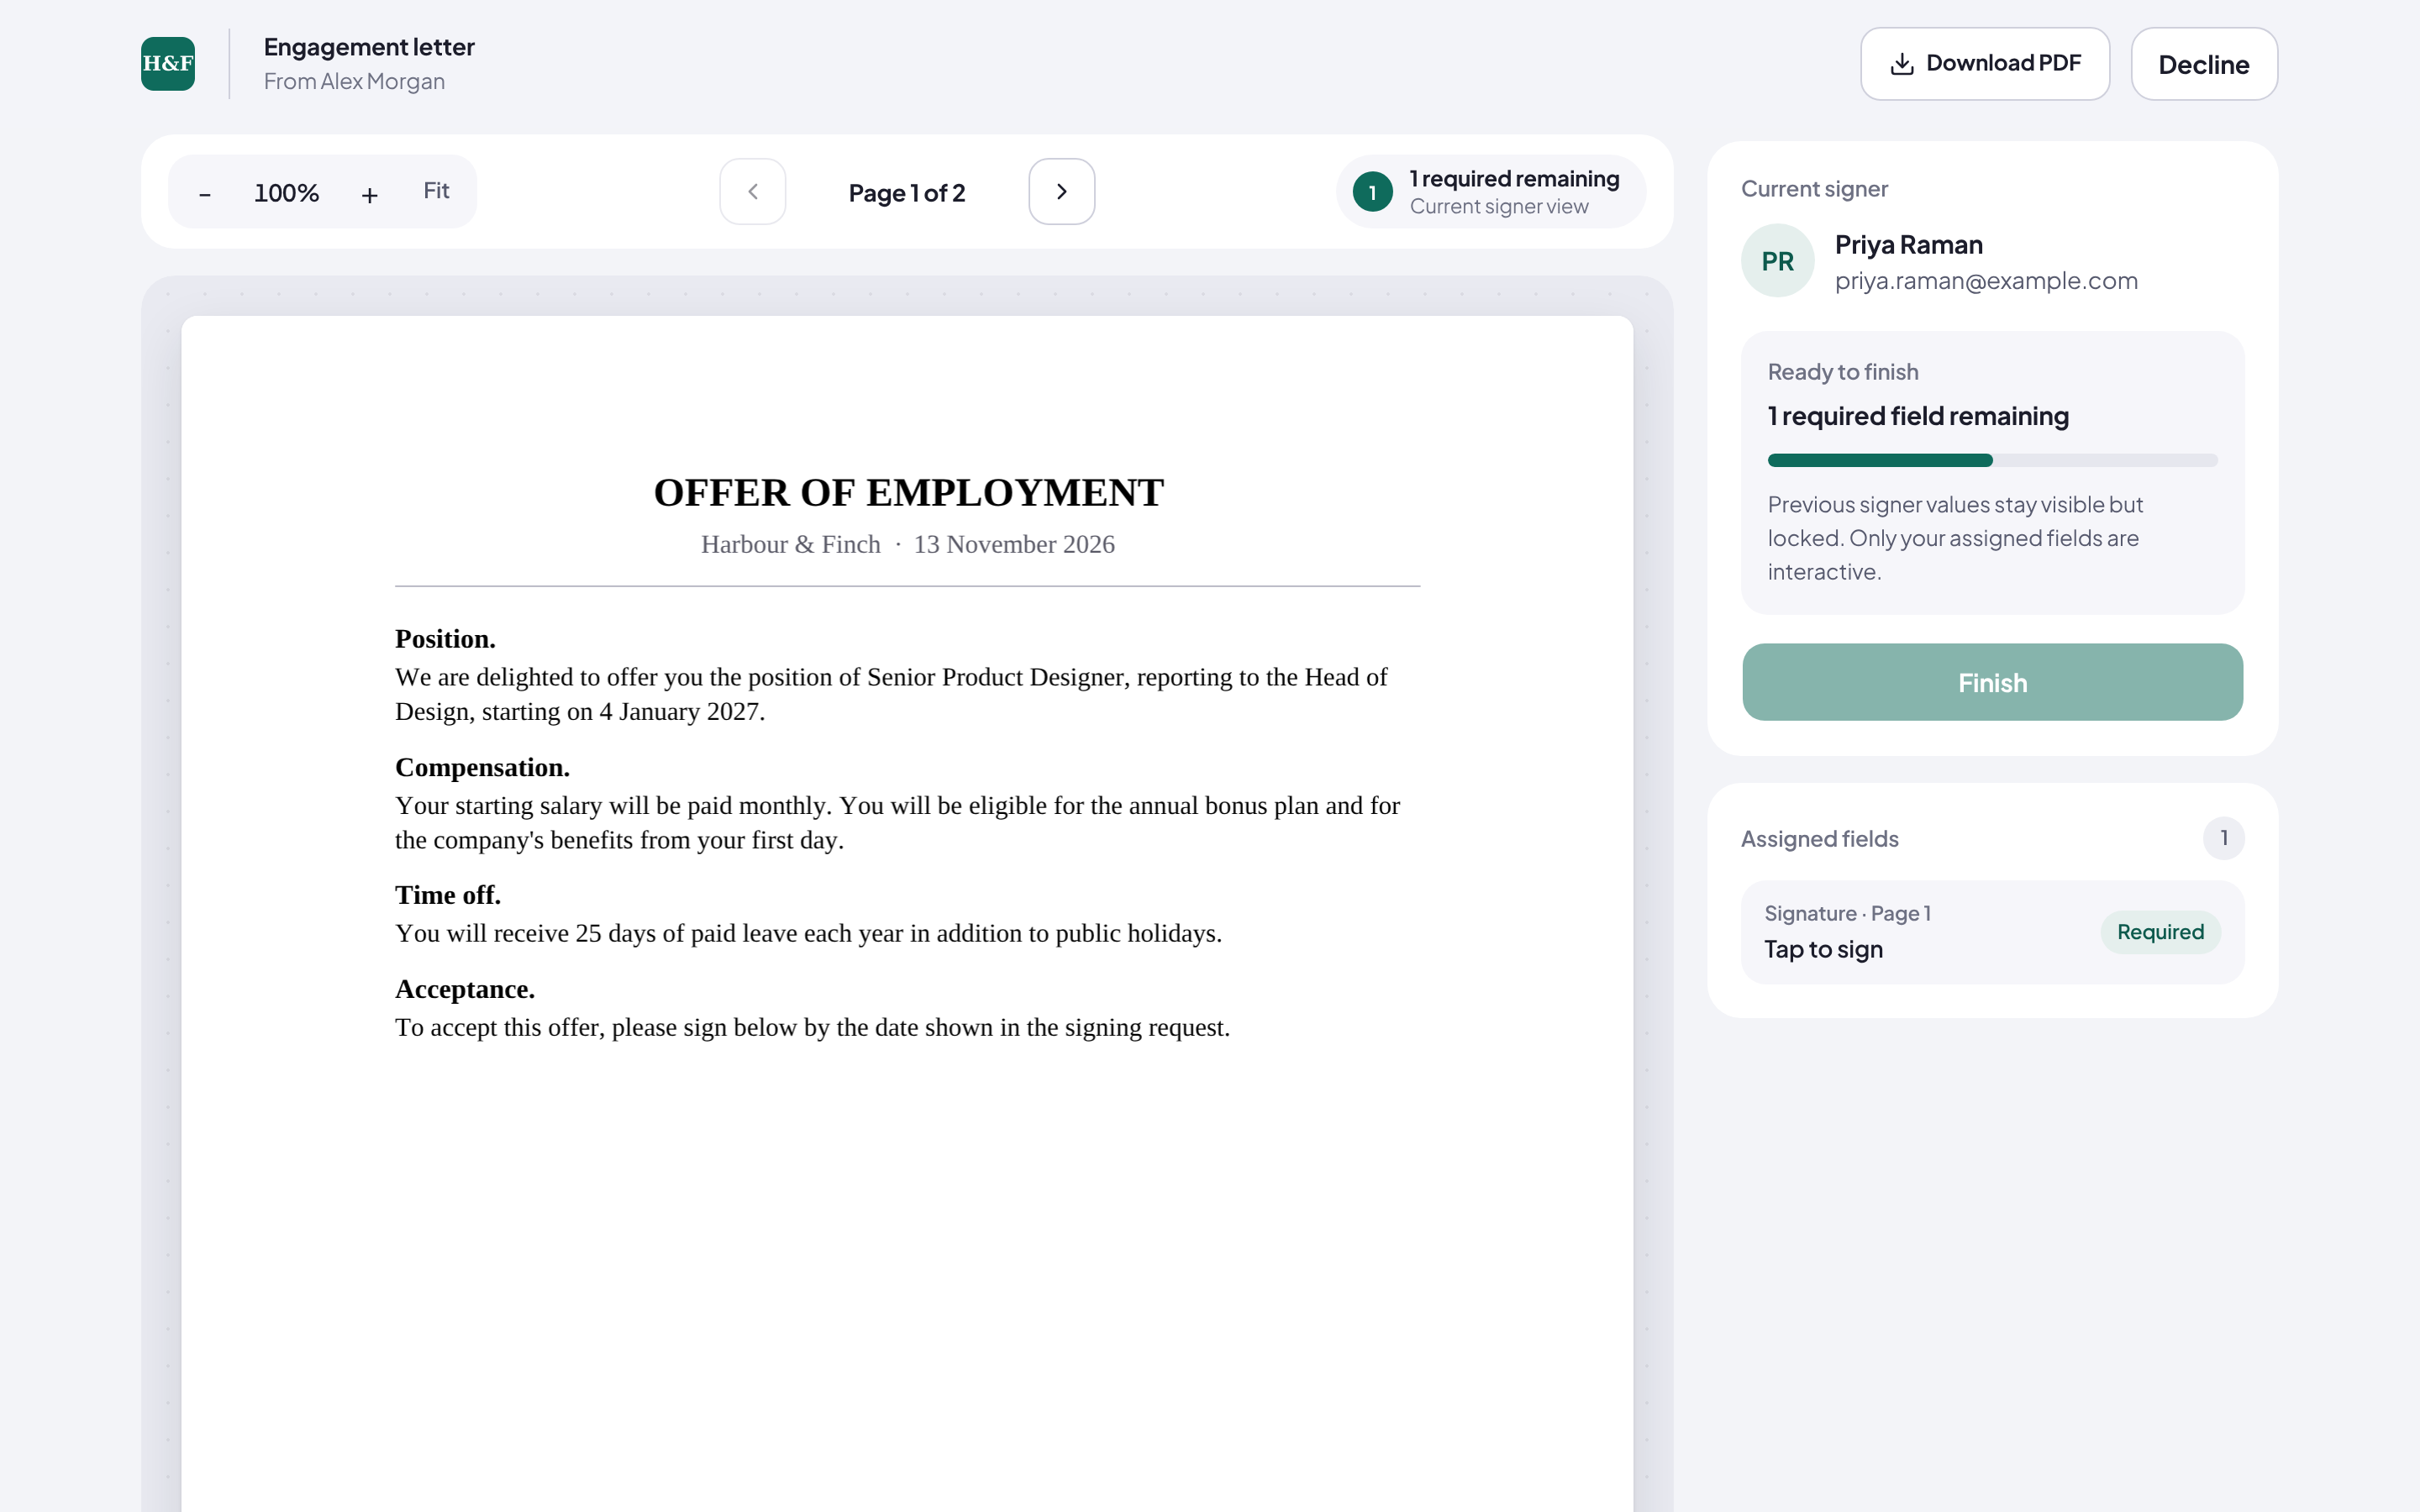 H&F
Engagement letter
From Alex Morgan
Download PDF
Decline
- 100% + Fit
Page 1 of 2
1
1 required remaining
Current signer view
OFFER OF EMPLOYMENT
Harbour & Finch · 13 November 2026
Position.
We are delighted to offer you the position of Senior Product Designer, reporting to the Head of
Design, starting on 4 January 2027.
Compensation.
Your starting salary will be paid monthly. You will be eligible for the annual bonus plan and for
the company's benefits from your first day.
Time off.
You will receive 25 days of paid leave each year in addition to public holidays.
Acceptance.
To accept this offer, please sign below by the date shown in the signing request.
Current signer
PR
Priya Raman
priya.raman@example.com
Ready to finish
1 required field remaining
Previous signer values stay visible but
locked. Only your assigned fields are
interactive.
Finish
Assigned fields
1
Signature · Page 1
Tap to sign
Required